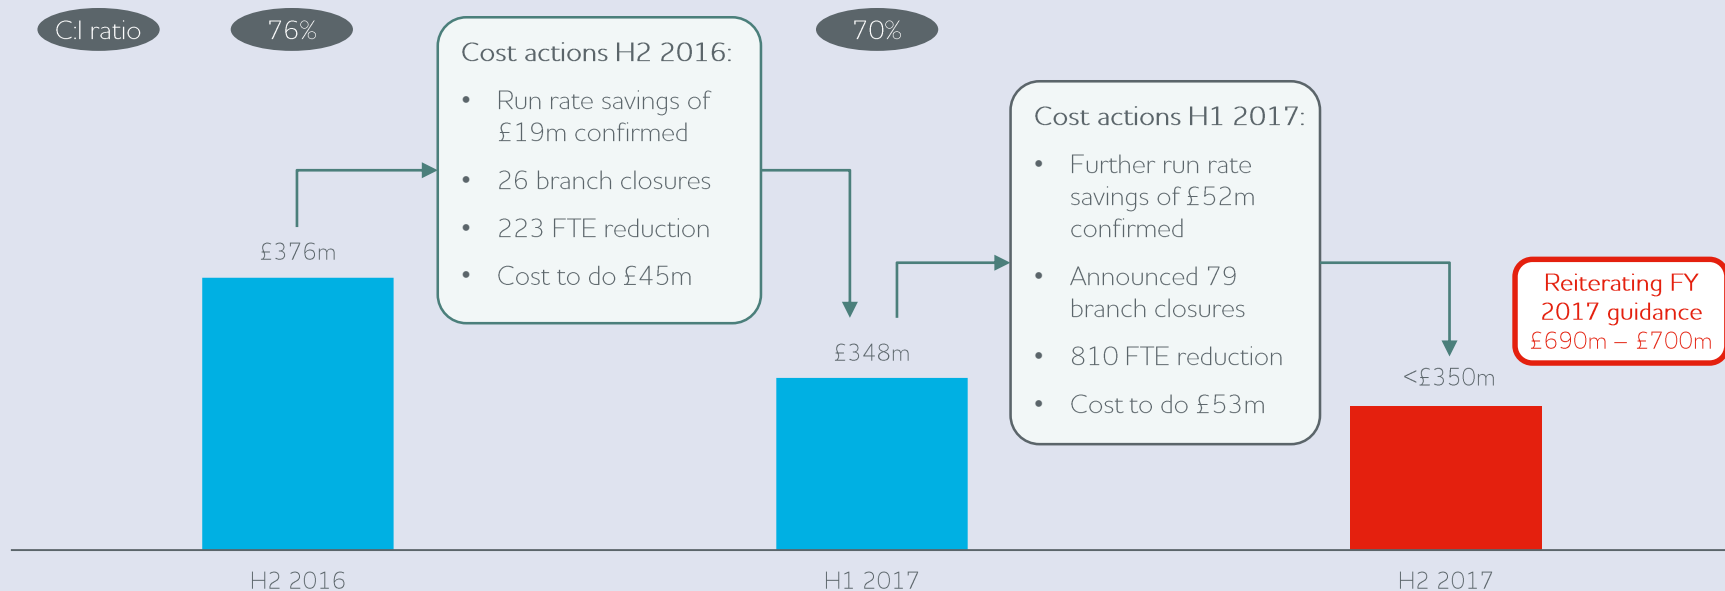 C:I ratio
76%
70%
Cost actions H2 2016:
• Run rate savings of
£19m confirmed
• 26 branch closures
• 223 FTE reduction
• Cost to do £45m
Cost actions H1 2017:
• Further run rate
savings of £52m
confirmed
• Announced 79
branch closures
• 810 FTE reduction
• Cost to do £53m
£376m
£348m
<£350m
Reiterating FY
2017 guidance
£690m – £700m
H2 2016
H1 2017
H2 2017